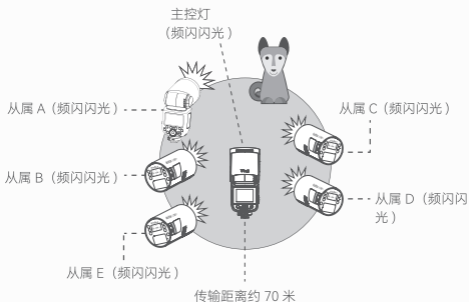 主控灯
（频闪闪光）
从属 A（频闪闪光）
从属 C（频闪闪光）
从属 B（频闪闪光）
从属 D（频闪闪
光）
从属 E（频闪闪光）
传输距离约 70 米